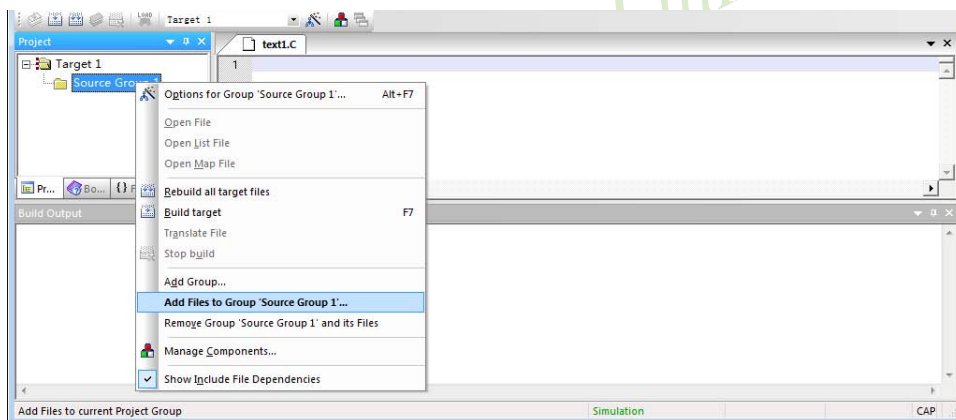 LOAD
Target 1
Project
text1.C
Target 1
1
Source Group 1
Options for Group 'Source Group 1'... Alt+F7
Open File
Open List File
Open Map File
Pr... Bo... {} F
Rebuild all target files
Build Output
Build target F7
Translate File
Stop build
Add Group...
Add Files to Group 'Source Group 1'...
Remove Group 'Source Group 1' and its Files
Manage Components...
Show Include File Dependencies
Add Files to current Project Group Simulation CAP